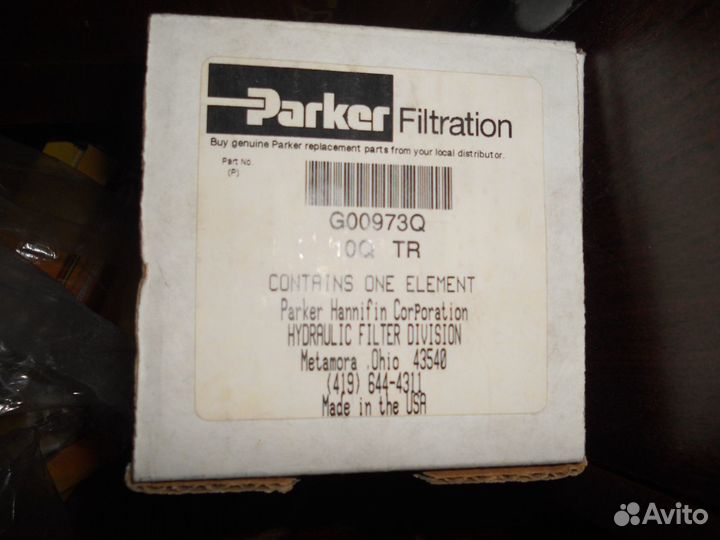 Parker Filtration
Buy genuine Parker replacement parts from your local distributor.
Part No.
(P)
G00973Q
10Q TR
CONTAINS ONE ELEMENT
Parker Hannifin Corporation
HYDRAULIC FILTER DIVISION
Metamora ,Ohio 43540
(419) 644-4311
Made in the USA
Avito